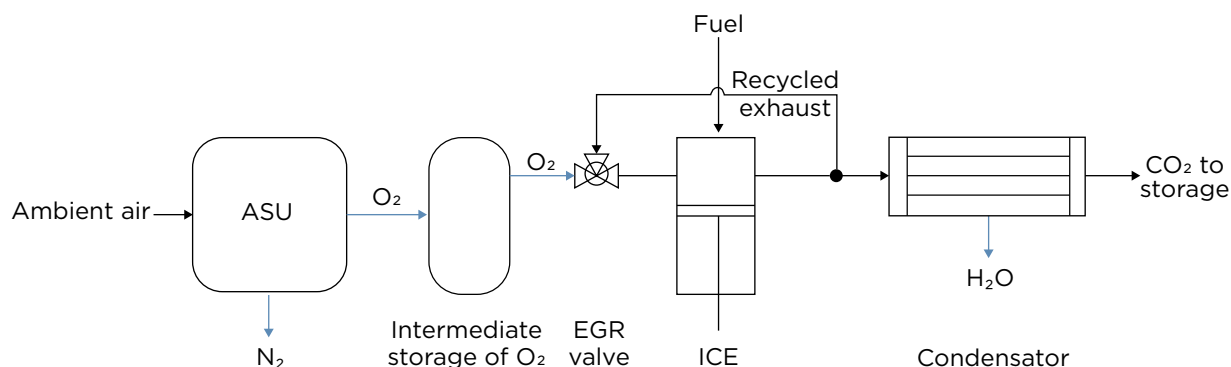 Fuel
Recycled
exhaust
O₂
O₂
CO₂ to
storage
Ambient air
ASU
H₂O
Intermediate
storage of O₂
EGR
valve
N₂
ICE
Condensator